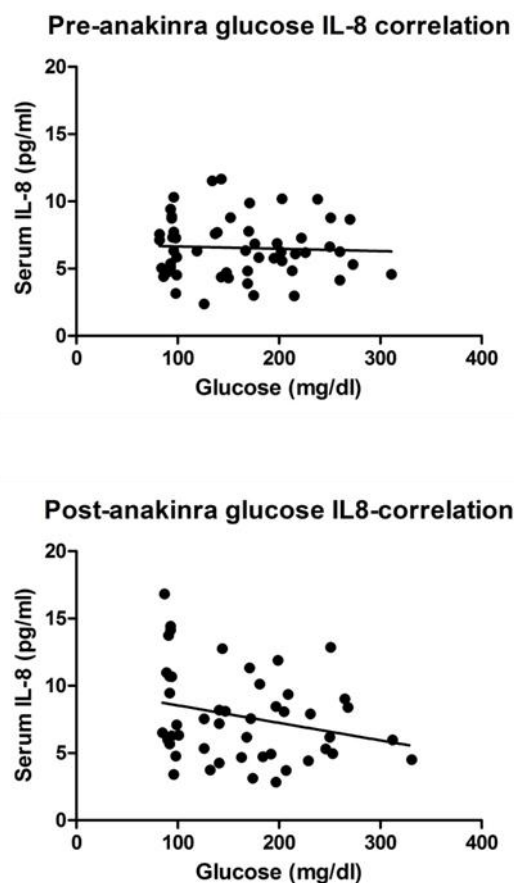 Pre-anakinra glucose IL-8 correlation
20
15
10
5
0
Serum IL-8 (pg/ml)
0 100 200 300 400
Glucose (mg/dl)
Post-anakinra glucose IL8-correlation
20
15
10
5
0
Serum IL-8 (pg/ml)
0 100 200 300 400
Glucose (mg/dl)